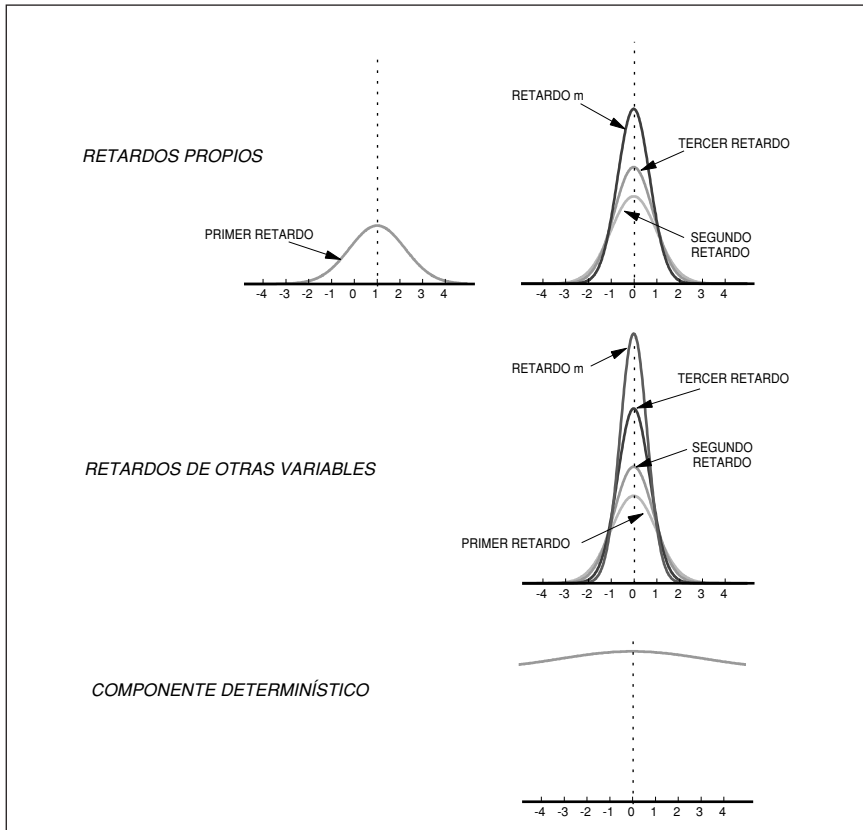 RETARDO m
TERCER RETARDO
RETARDOS PROPIOS
PRIMER RETARDO
SEGUNDO
RETARDO
-4 -3 -2 -1 0 1 2 3 4
-4 -3 -2 -1 0 1 2 3 4
RETARDO m
TERCER RETARDO
SEGUNDO
RETARDO
RETARDOS DE OTRAS VARIABLES
PRIMER RETARDO
-4 -3 -2 -1 0 1 2 3 4
COMPONENTE DETERMINÍSTICO
-4 -3 -2 -1 0 1 2 3 4